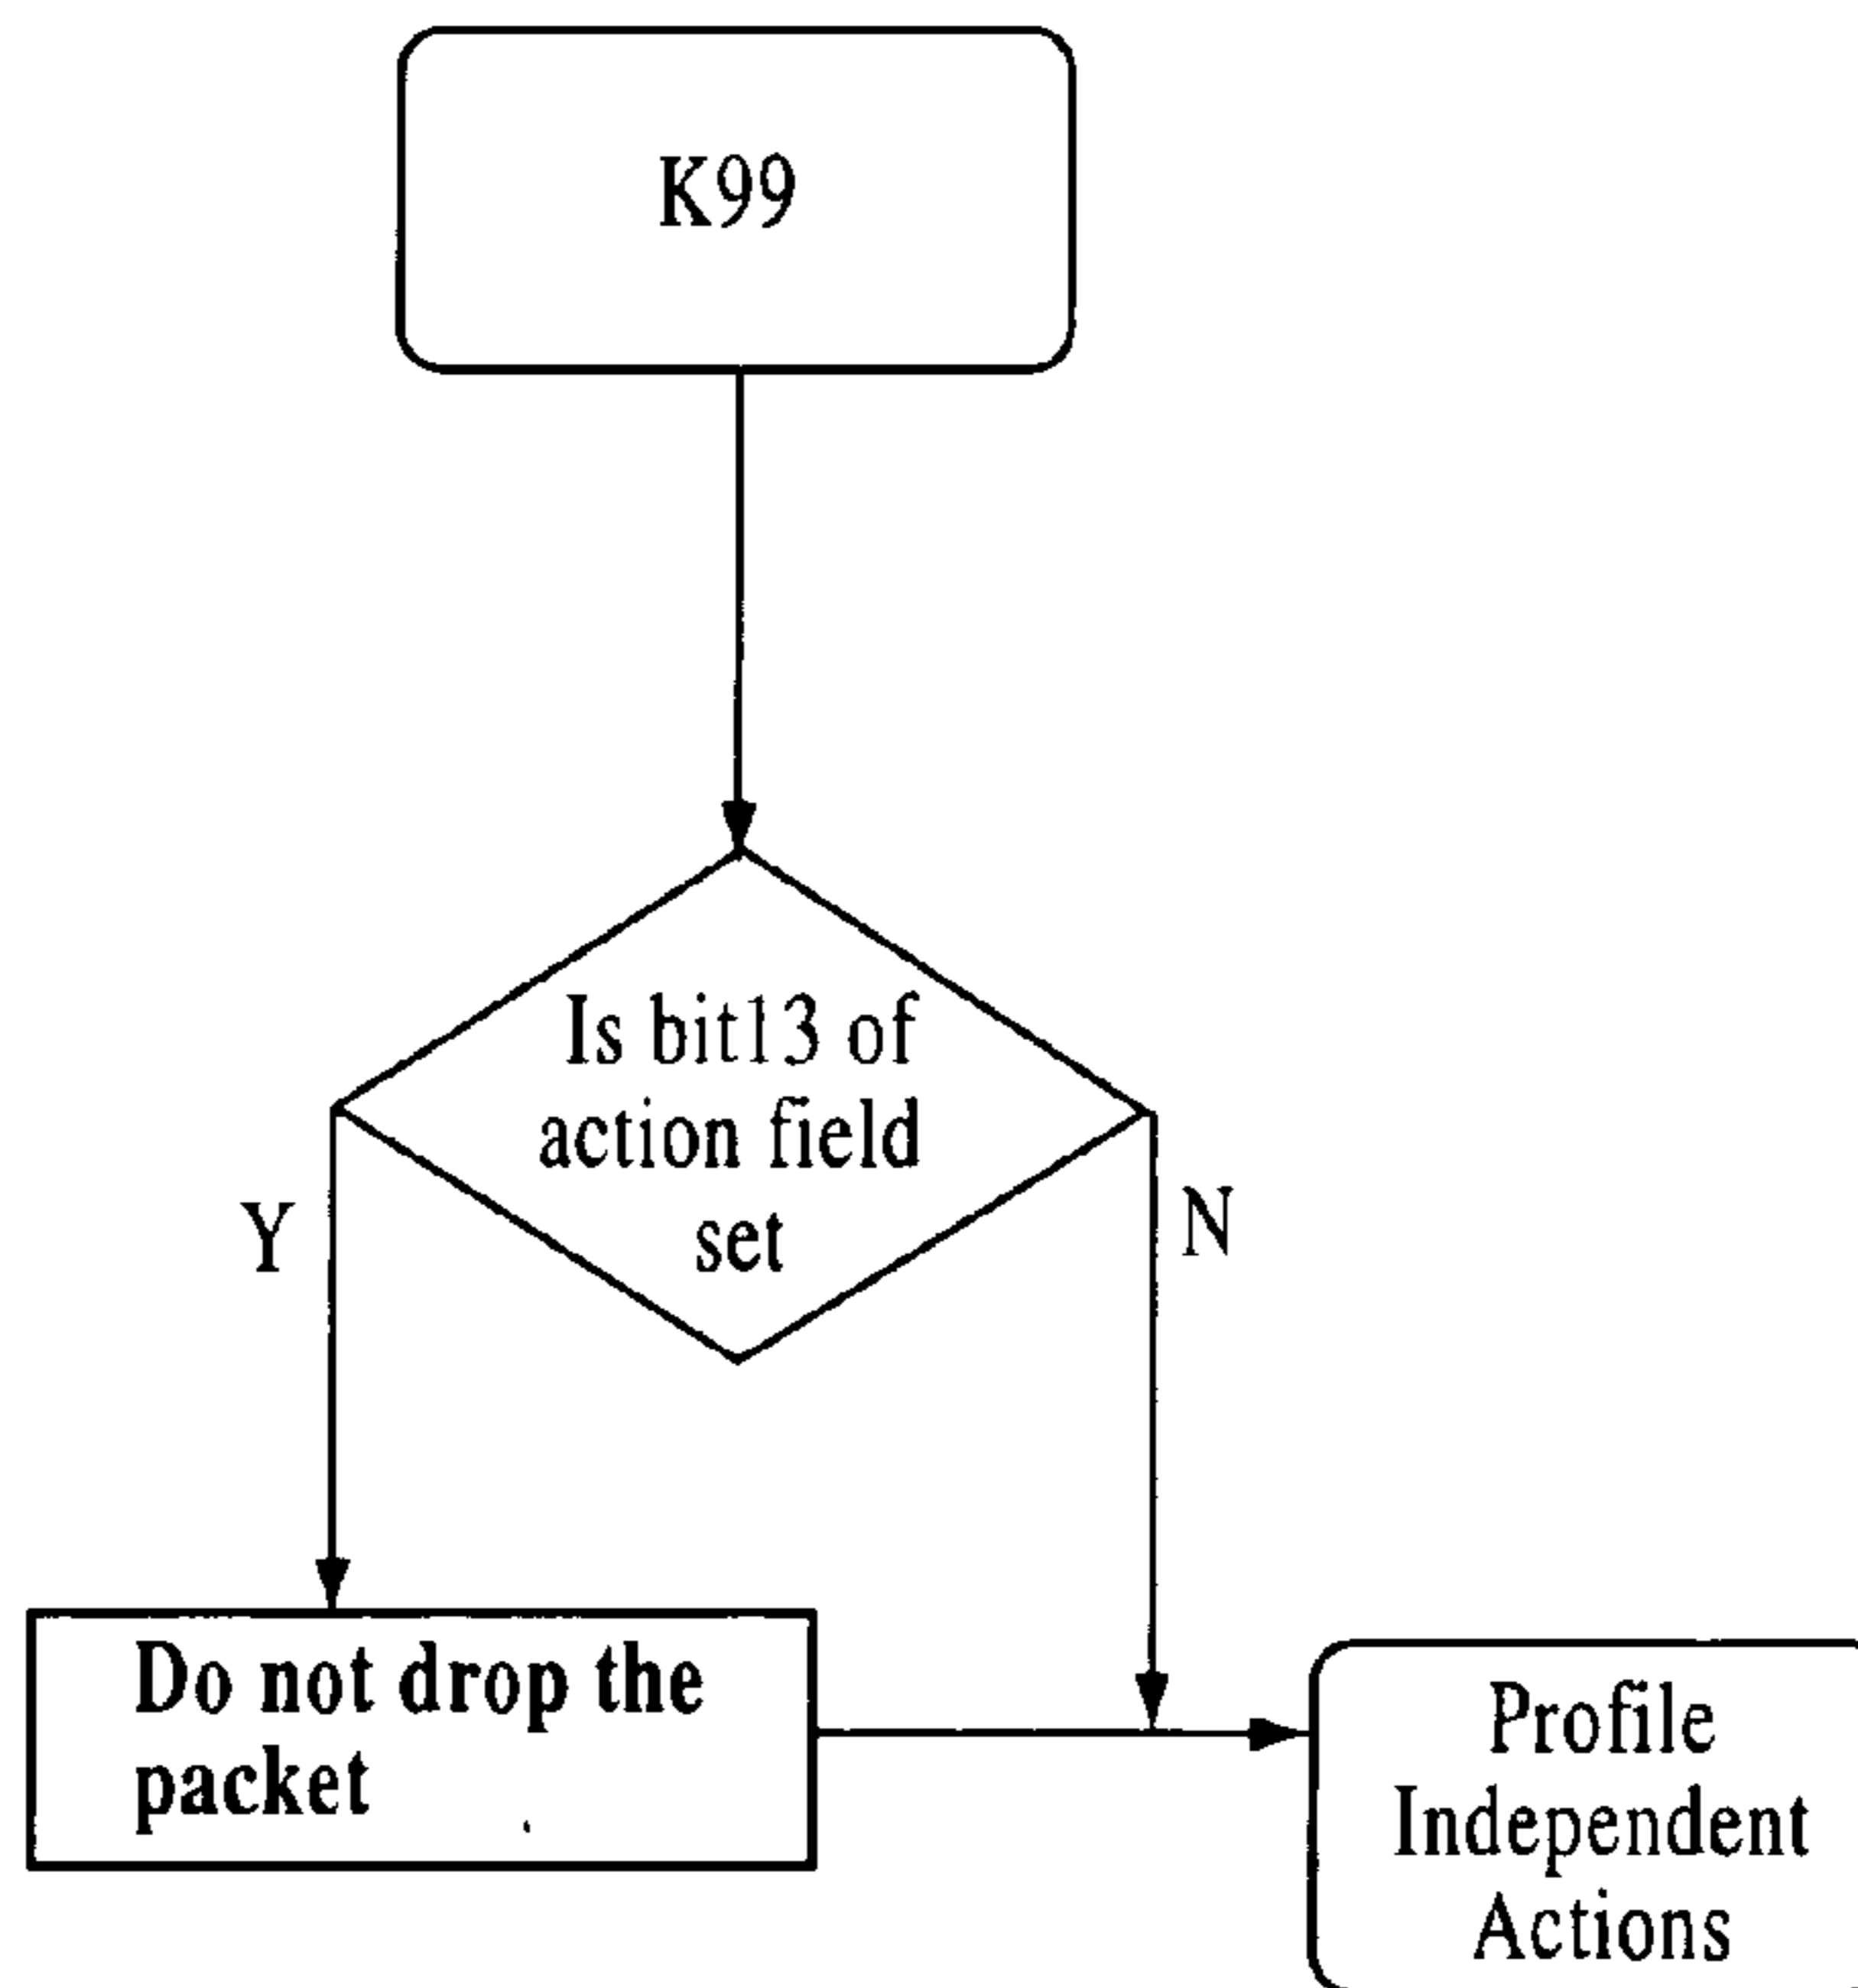 K99
Is bit13 of
action field
set
Y
N
Do not drop the
packet
Profile
Independent
Actions